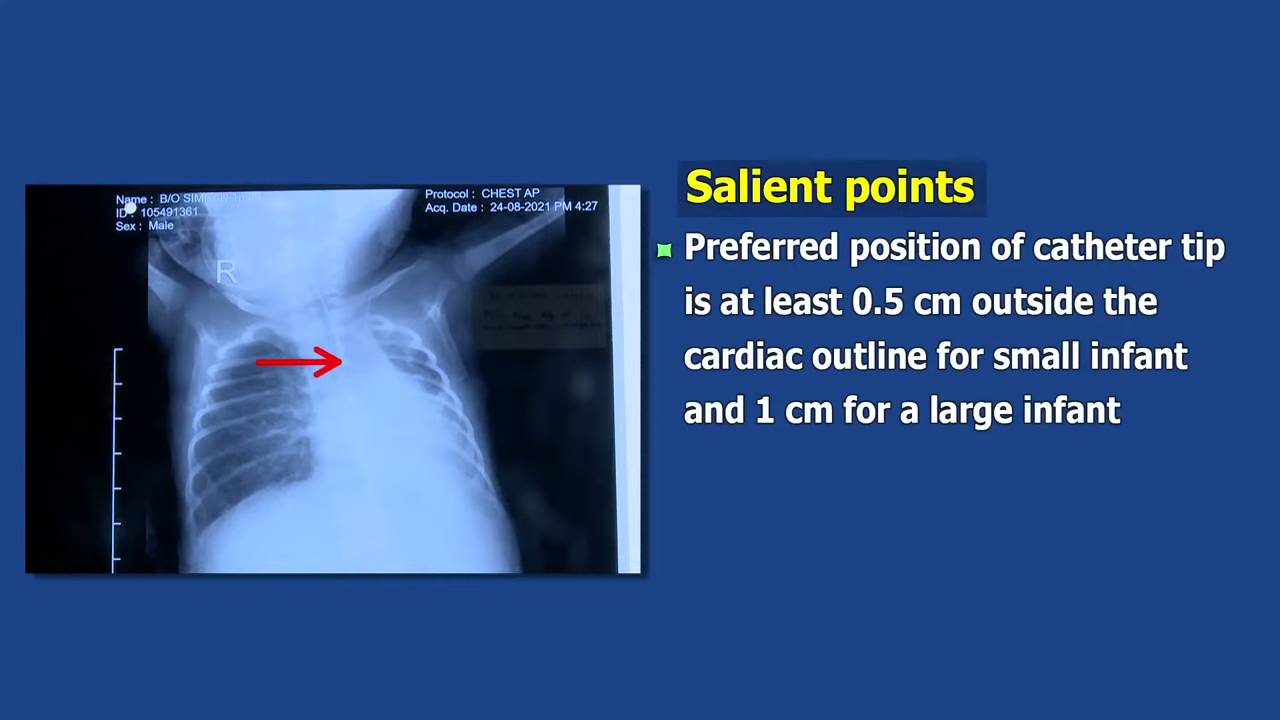 Name : B/O SIMRAN
ID : 105491361
Sex : Male
Protocol : CHEST AP
Acq. Date : 24-08-2021 PM 4:27
R
Salient points
Preferred position of catheter tip
is at least 0.5 cm outside the
cardiac outline for small infant
and 1 cm for a large infant